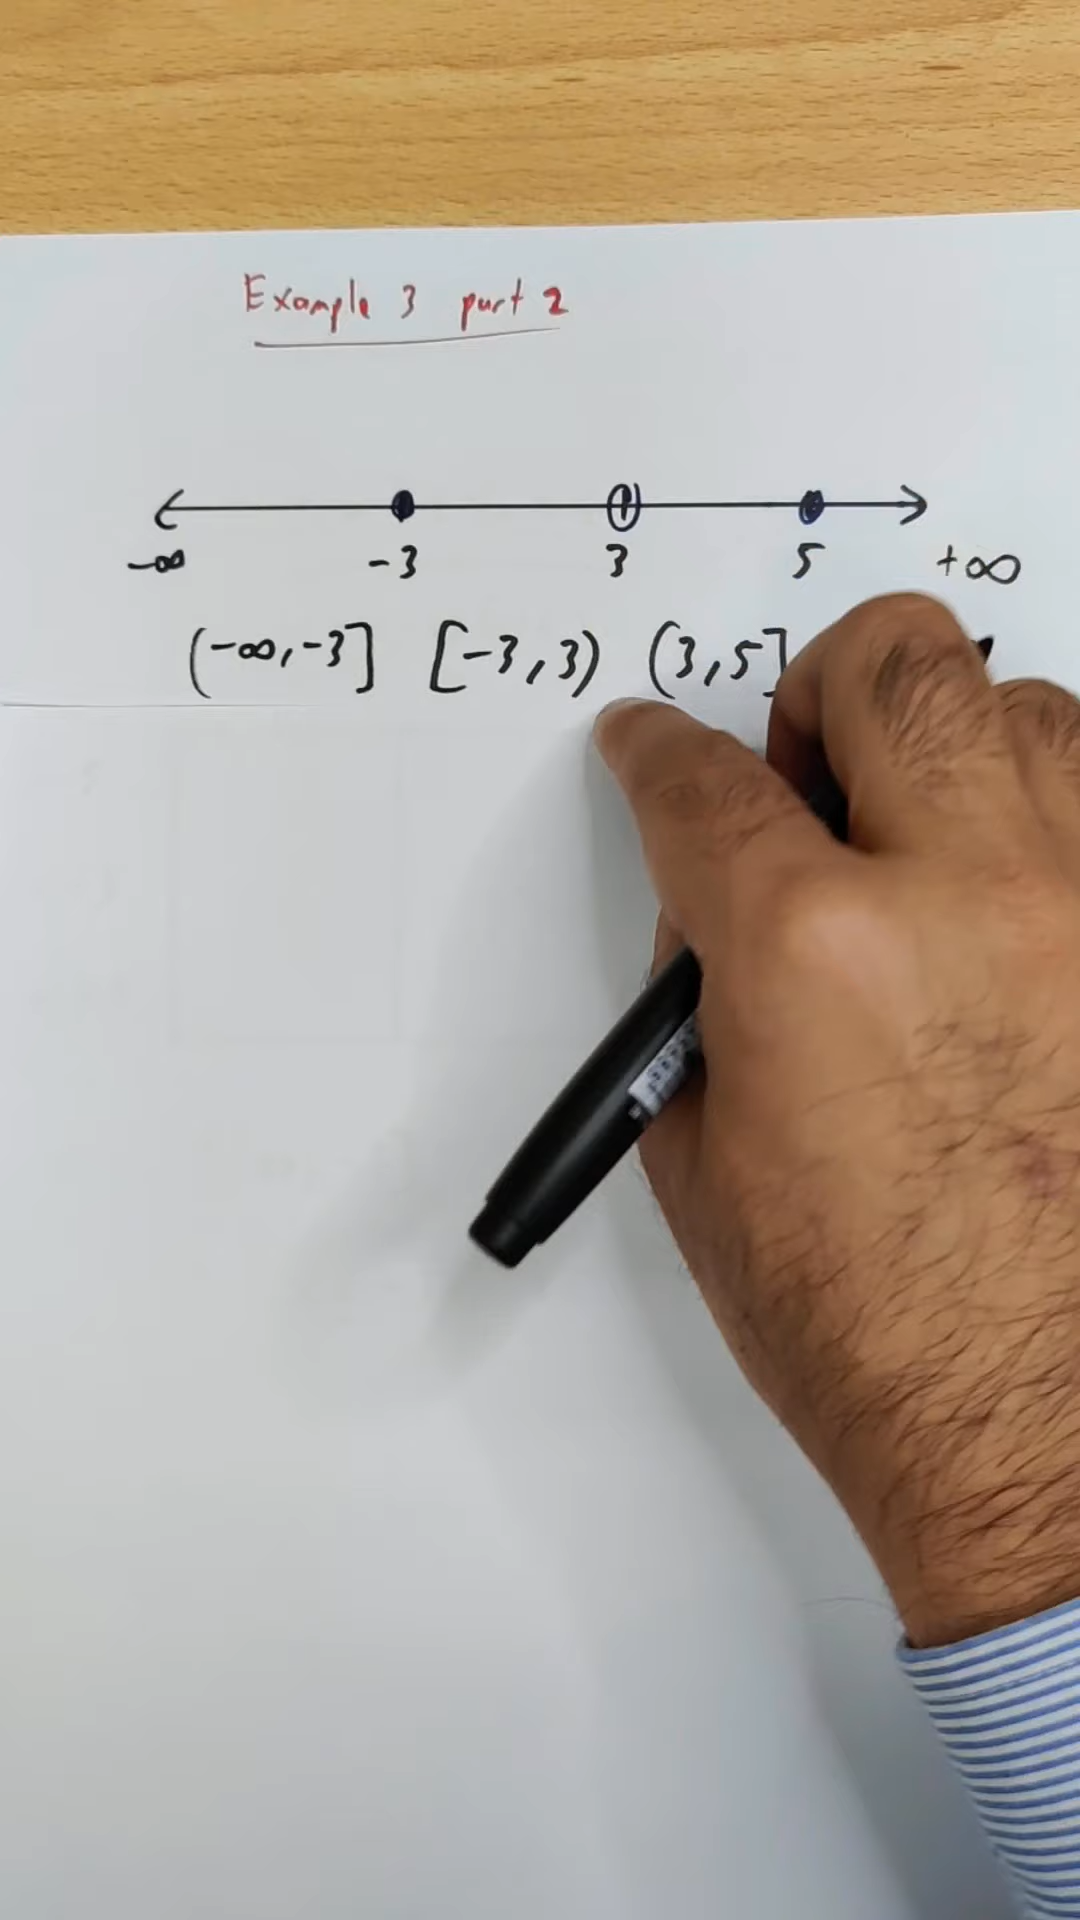 Example 3 part 2
-∞ -3 3 5 +∞
(-∞,-3] [-3,3) (3,5]